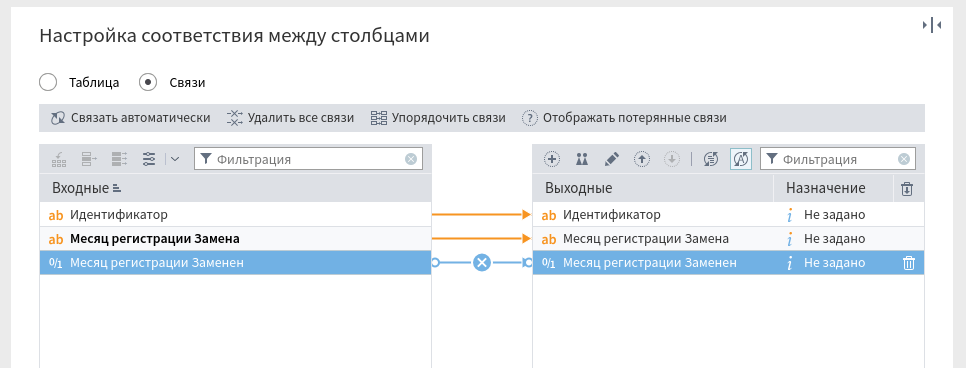 Настройка соответствия между столбцами
Таблица Связи
Связать автоматически Удалить все связи Упорядочить связи ? Отображать потерянные связи
Фильтрация Фильтрация
Входные Выходные Назначение
ab Идентификатор ab Идентификатор i Не задано
ab Месяц регистрации Замена ab Месяц регистрации Замена i Не задано
0/1 Месяц регистрации Заменен 0/1 Месяц регистрации Заменен i Не задано